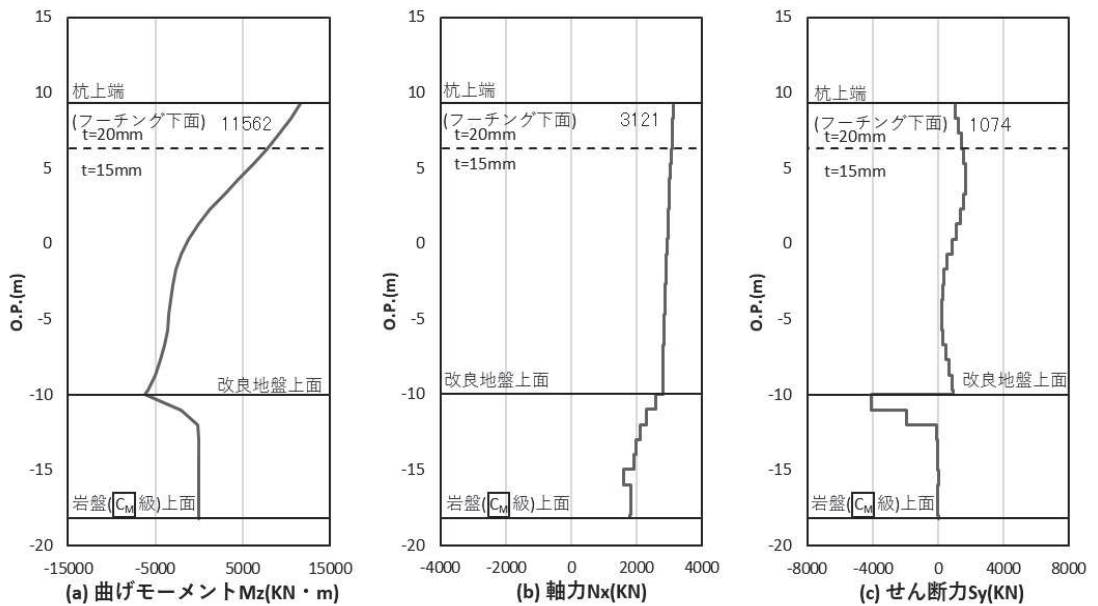 15
10
5
0
-5
-10
-15
-20
O.P.(m)
杭上端
(フーチング下面) 11562
t=20mm
t=15mm
改良地盤上面
岩盤(CM級)上面
-15000 -5000 5000 15000
(a) 曲げモーメントMz(KN・m)
15
10
5
0
-5
-10
-15
-20
O.P.(m)
杭上端
(フーチング下面) 3121
t=20mm
t=15mm
改良地盤上面
岩盤(CM級)上面
-4000 -2000 0 2000 4000
(b) 軸力Nx(KN)
15
10
5
0
-5
-10
-15
-20
O.P.(m)
杭上端
(フーチング下面) 1074
t=20mm
t=15mm
改良地盤上面
岩盤(CM級)上面
-8000 -4000 0 4000 8000
(c) せん断力Sy(KN)